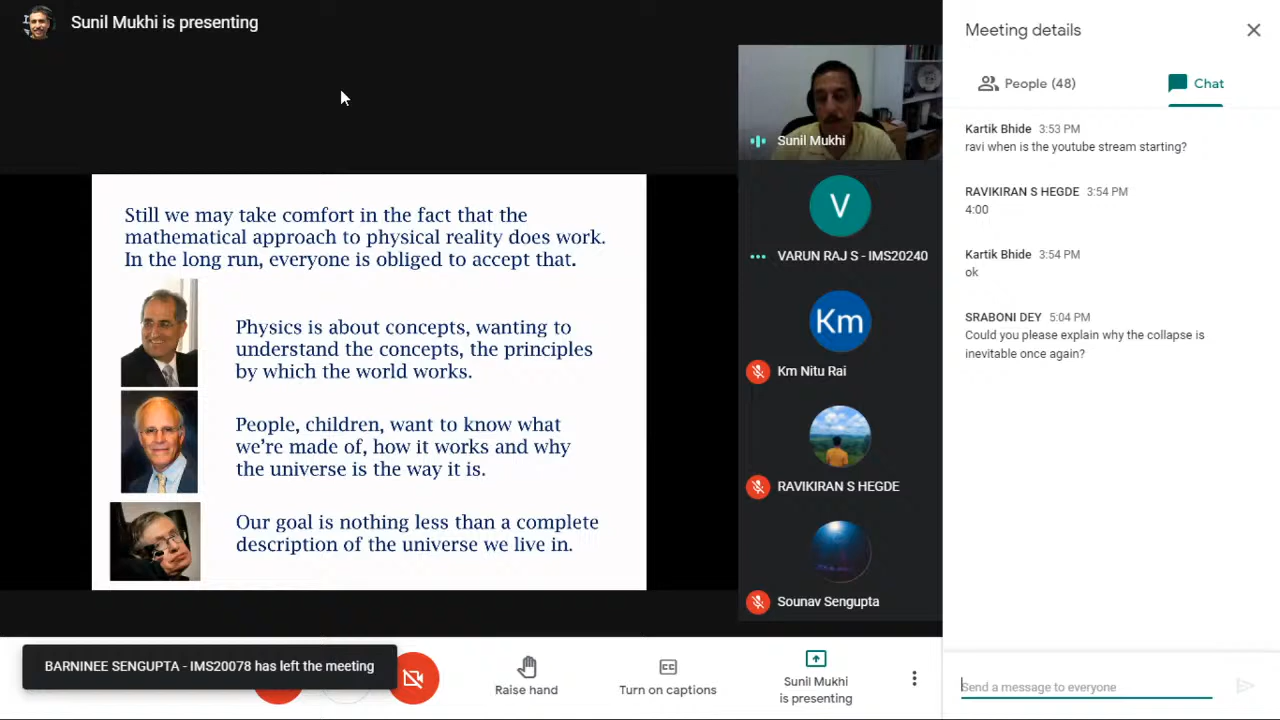 Sunil Mukhi is presenting
Still we may take comfort in the fact that the
mathematical approach to physical reality does work.
In the long run, everyone is obliged to accept that.
Physics is about concepts, wanting to
understand the concepts, the principles
by which the world works.
People, children, want to know what
we're made of, how it works and why
the universe is the way it is.
Our goal is nothing less than a complete
description of the universe we live in.
Sunil Mukhi
V
VARUN RAJ S - IMS20240
Km
Km Nitu Rai
RAVIKIRAN S HEGDE
Sounav Sengupta
BARNINEE SENGUPTA - IMS20078 has left the meeting
Raise hand
CC
Turn on captions
Sunil Mukhi
is presenting
Meeting details
People (48)
Chat
Kartik Bhide 3:53 PM
ravi when is the youtube stream starting?
RAVIKIRAN S HEGDE 3:54 PM
4:00
Kartik Bhide 3:54 PM
ok
SRABONI DEY 5:04 PM
Could you please explain why the collapse is
inevitable once again?
Send a message to everyone